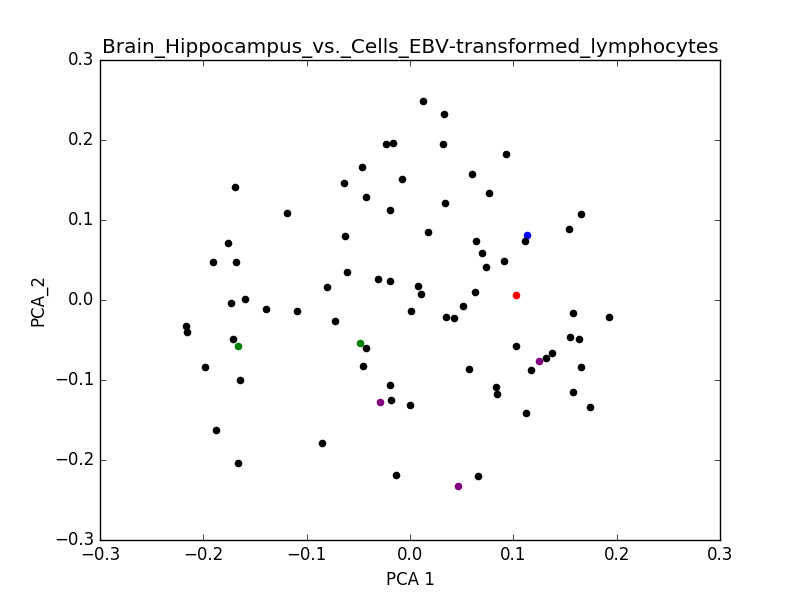 Brain_Hippocampus_vs._Cells_EBV-transformed_lymphocytes
0.3
0.2
0.1
0.0
−0.1
−0.2
−0.3
PCA_2
−0.3 −0.2 −0.1 0.0 0.1 0.2 0.3
PCA 1